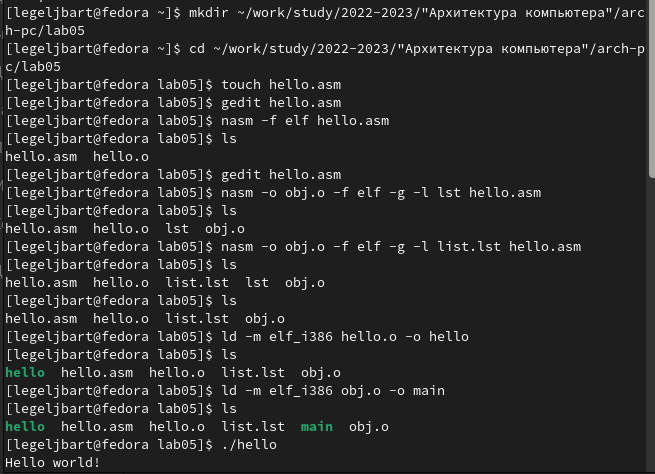 [legeljbart@fedora ~]$ mkdir ~/work/study/2022-2023/"Архитектура компьютера"/arc
h-pc/lab05
[legeljbart@fedora ~]$ cd ~/work/study/2022-2023/"Архитектура компьютера"/arch-p
c/lab05
[legeljbart@fedora lab05]$ touch hello.asm
[legeljbart@fedora lab05]$ gedit hello.asm
[legeljbart@fedora lab05]$ nasm -f elf hello.asm
[legeljbart@fedora lab05]$ ls
hello.asm  hello.o
[legeljbart@fedora lab05]$ gedit hello.asm
[legeljbart@fedora lab05]$ nasm -o obj.o -f elf -g -l lst hello.asm
[legeljbart@fedora lab05]$ ls
hello.asm  hello.o  lst  obj.o
[legeljbart@fedora lab05]$ nasm -o obj.o -f elf -g -l list.lst hello.asm
[legeljbart@fedora lab05]$ ls
hello.asm  hello.o  list.lst  lst  obj.o
[legeljbart@fedora lab05]$ ls
hello.asm  hello.o  list.lst  obj.o
[legeljbart@fedora lab05]$ ld -m elf_i386 hello.o -o hello
[legeljbart@fedora lab05]$ ls
hello  hello.asm  hello.o  list.lst  obj.o
[legeljbart@fedora lab05]$ ld -m elf_i386 obj.o -o main
[legeljbart@fedora lab05]$ ls
hello  hello.asm  hello.o  list.lst  main  obj.o
[legeljbart@fedora lab05]$ ./hello
Hello world!